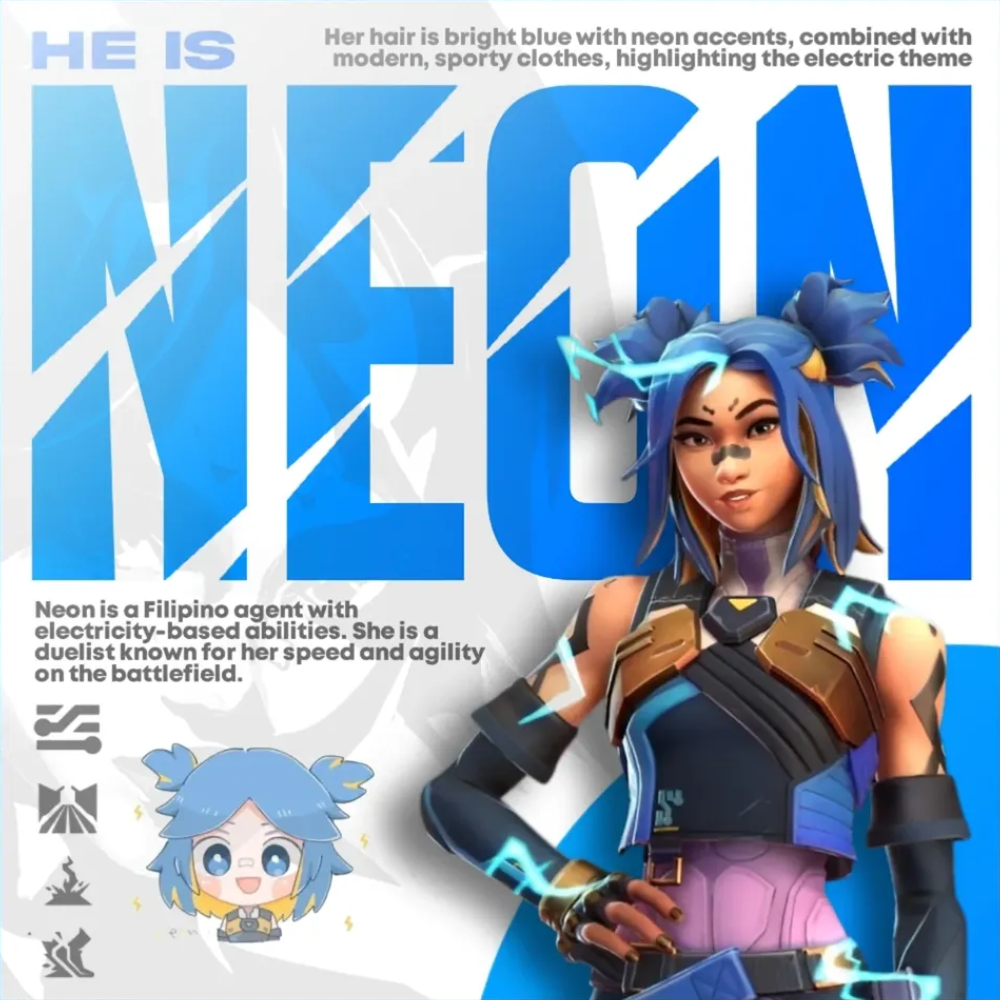 HE IS
Her hair is bright blue with neon accents, combined with
modern, sporty clothes, highlighting the electric theme
NEON
Neon is a Filipino agent with
electricity-based abilities. She is a
duelist known for her speed and agility
on the battlefield.